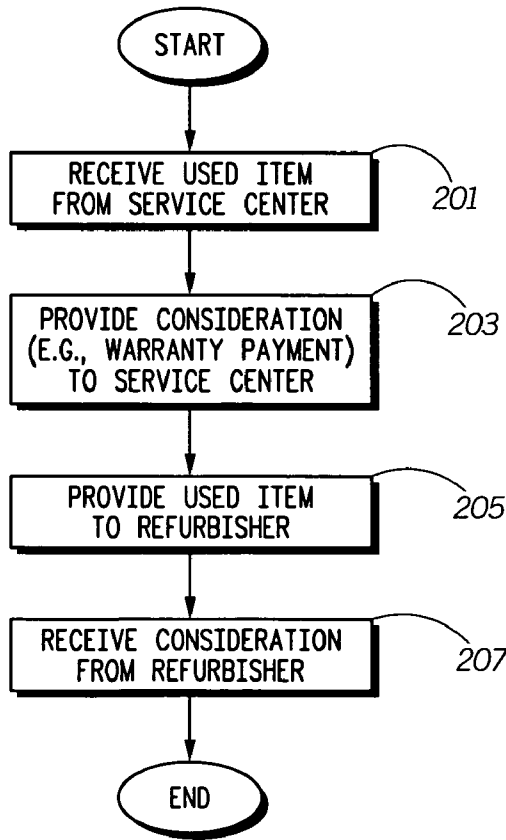 START
RECEIVE USED ITEM
FROM SERVICE CENTER
201
PROVIDE CONSIDERATION
(E.G., WARRANTY PAYMENT)
TO SERVICE CENTER
203
PROVIDE USED ITEM
TO REFURBISHER
205
RECEIVE CONSIDERATION
FROM REFURBISHER
207
END